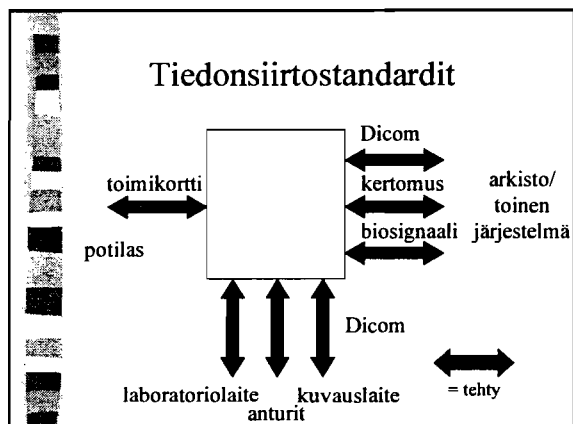 Tiedonsiirtostandardit
Dicom
toimikortti
kertomus
arkisto/
toinen
järjestelmä
potilas
biosignaali
Dicom
laboratoriolaite
anturit
kuvauslaite
= tehty